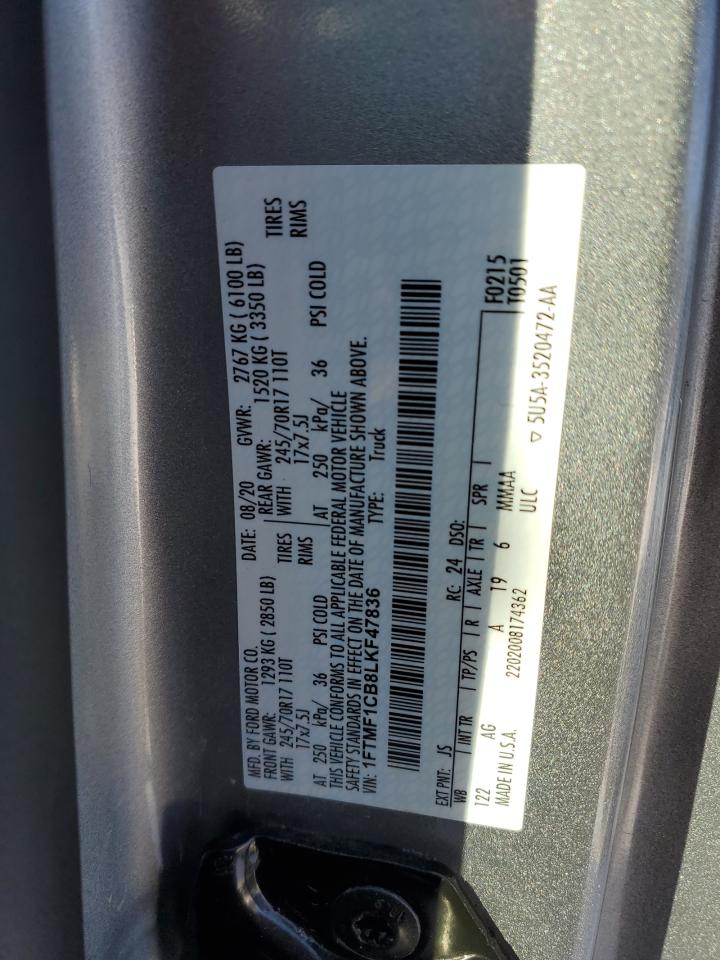 MFD. BY FORD MOTOR CO.
DATE: 08/20 GVWR: 2767 KG ( 6100 LB)
FRONT GAWR: 1293 KG ( 2850 LB) REAR GAWR: 1520 KG ( 3350 LB)
WITH 245/70R17 110T TIRES WITH 245/70R17 110T TIRES
17x7.5J RIMS 17x7.5J RIMS
AT 250 kPa/ 36 PSI COLD AT 250 kPa/ 36 PSI COLD
THIS VEHICLE CONFORMS TO ALL APPLICABLE FEDERAL MOTOR VEHICLE
SAFETY STANDARDS IN EFFECT ON THE DATE OF MANUFACTURE SHOWN ABOVE.
VIN: 1FTMF1CB8LKF47836 TYPE: Truck
EXT PNT: JS RC: 24 DSO: F0215
WB INT TR TP/PS R AXLE TR SPR T0501
122 AG A 19 6 MMAA
MADE IN U.S.A. 2202008174362 ULC ▽ 5U5A-3520472-AA